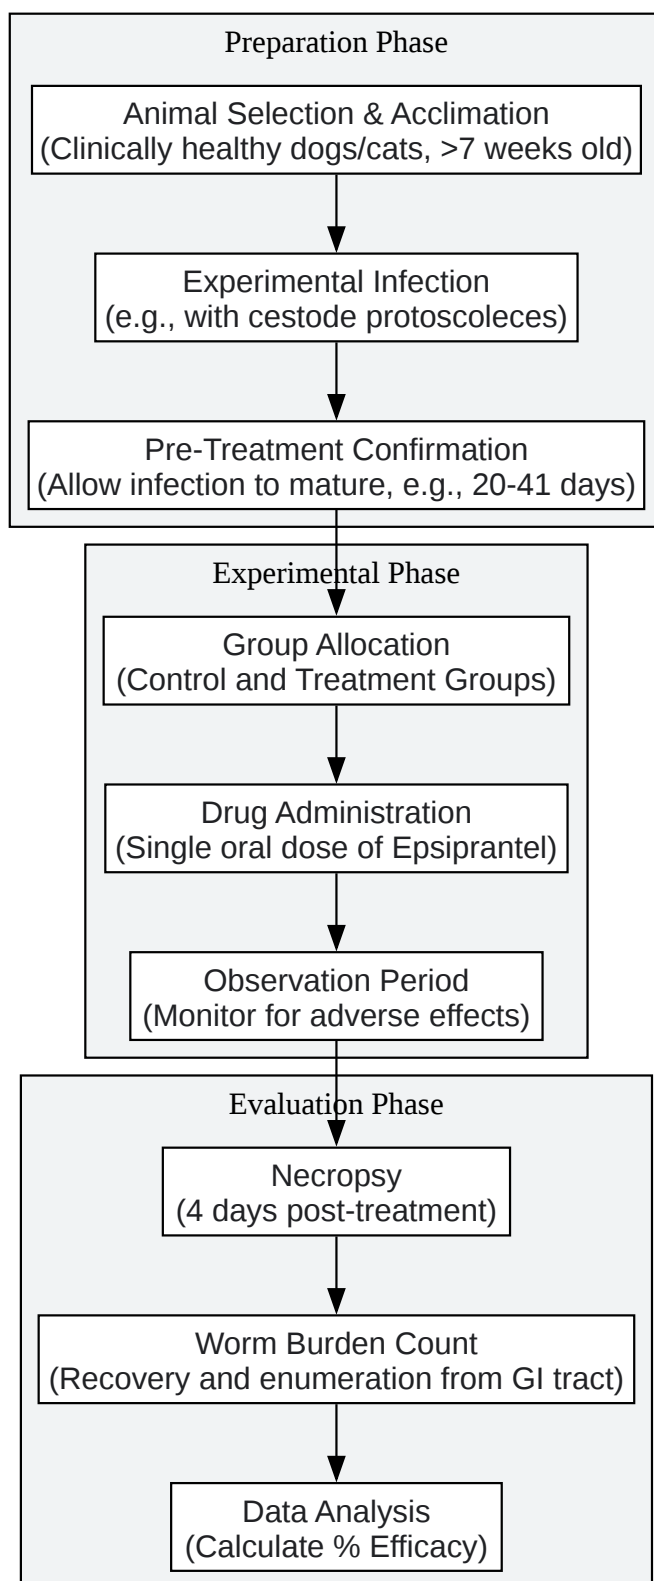 Preparation Phase
Animal Selection & Acclimation
(Clinically healthy dogs/cats, >7 weeks old)
Experimental Infection
(e.g., with cestode protoscoleces)
Pre-Treatment Confirmation
(Allow infection to mature, e.g., 20-41 days)
Experimental Phase
Group Allocation
(Control and Treatment Groups)
Drug Administration
(Single oral dose of Epsiprantel)
Observation Period
(Monitor for adverse effects)
Evaluation Phase
Necropsy
(4 days post-treatment)
Worm Burden Count
(Recovery and enumeration from GI tract)
Data Analysis
(Calculate % Efficacy)